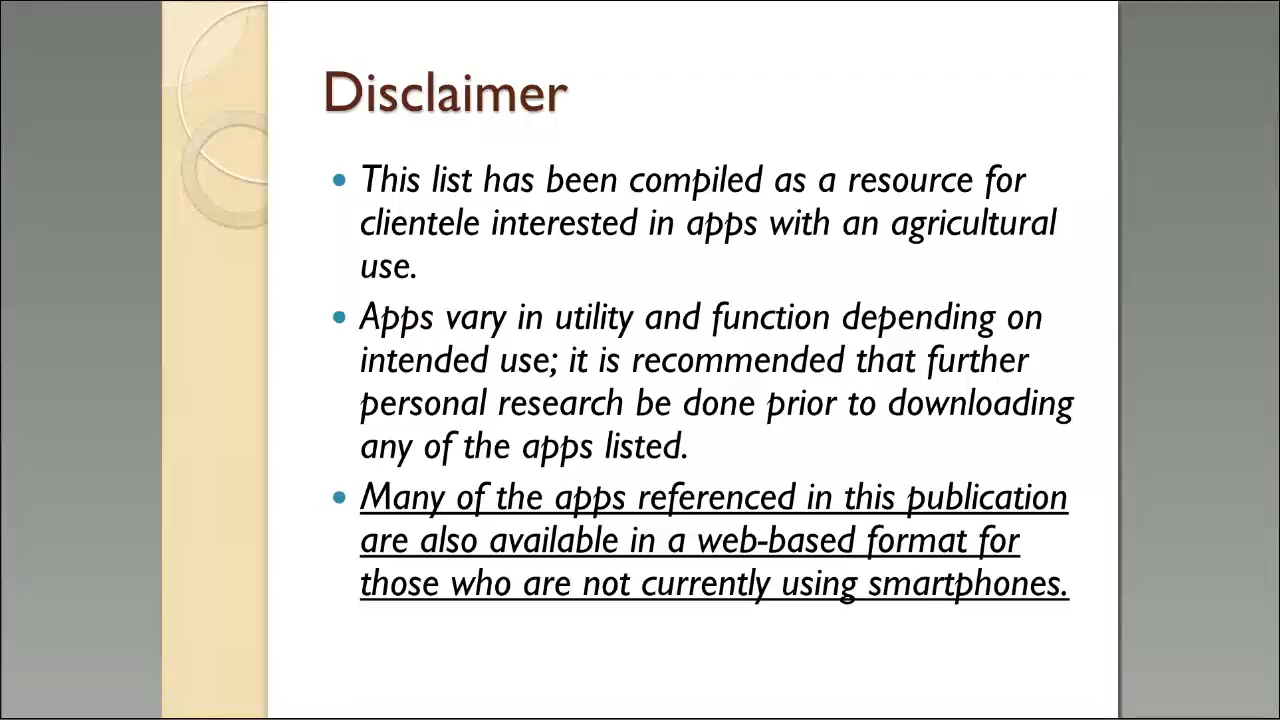 Disclaimer
• This list has been compiled as a resource for
clientele interested in apps with an agricultural
use.
• Apps vary in utility and function depending on
intended use; it is recommended that further
personal research be done prior to downloading
any of the apps listed.
• Many of the apps referenced in this publication
are also available in a web-based format for
those who are not currently using smartphones.